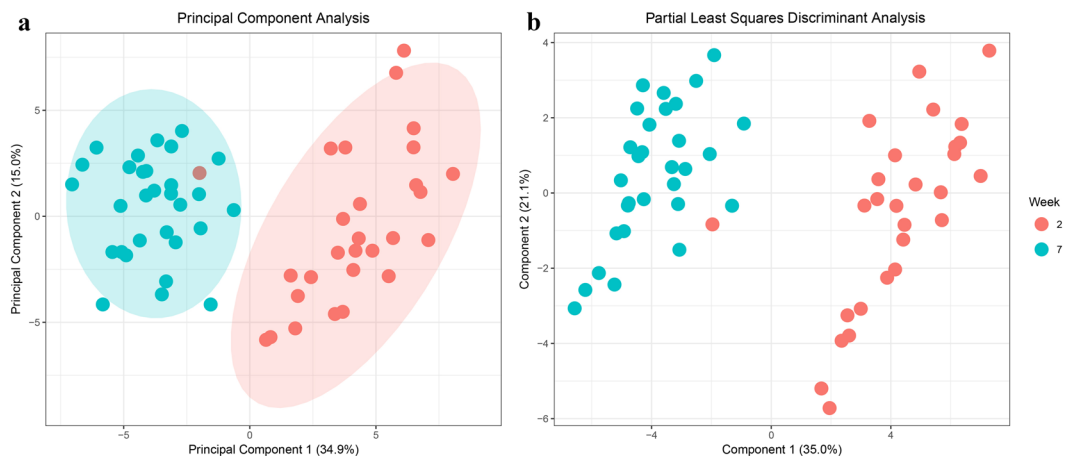 a
Principal Component Analysis
5
0
−5
−5
0
5
Principal Component 2 (15.0%)
Principal Component 1 (34.9%)
b
Partial Least Squares Discriminant Analysis
4
2
0
−2
−4
−6
−4
0
4
Component 2 (21.1%)
Component 1 (35.0%)
Week
2
7